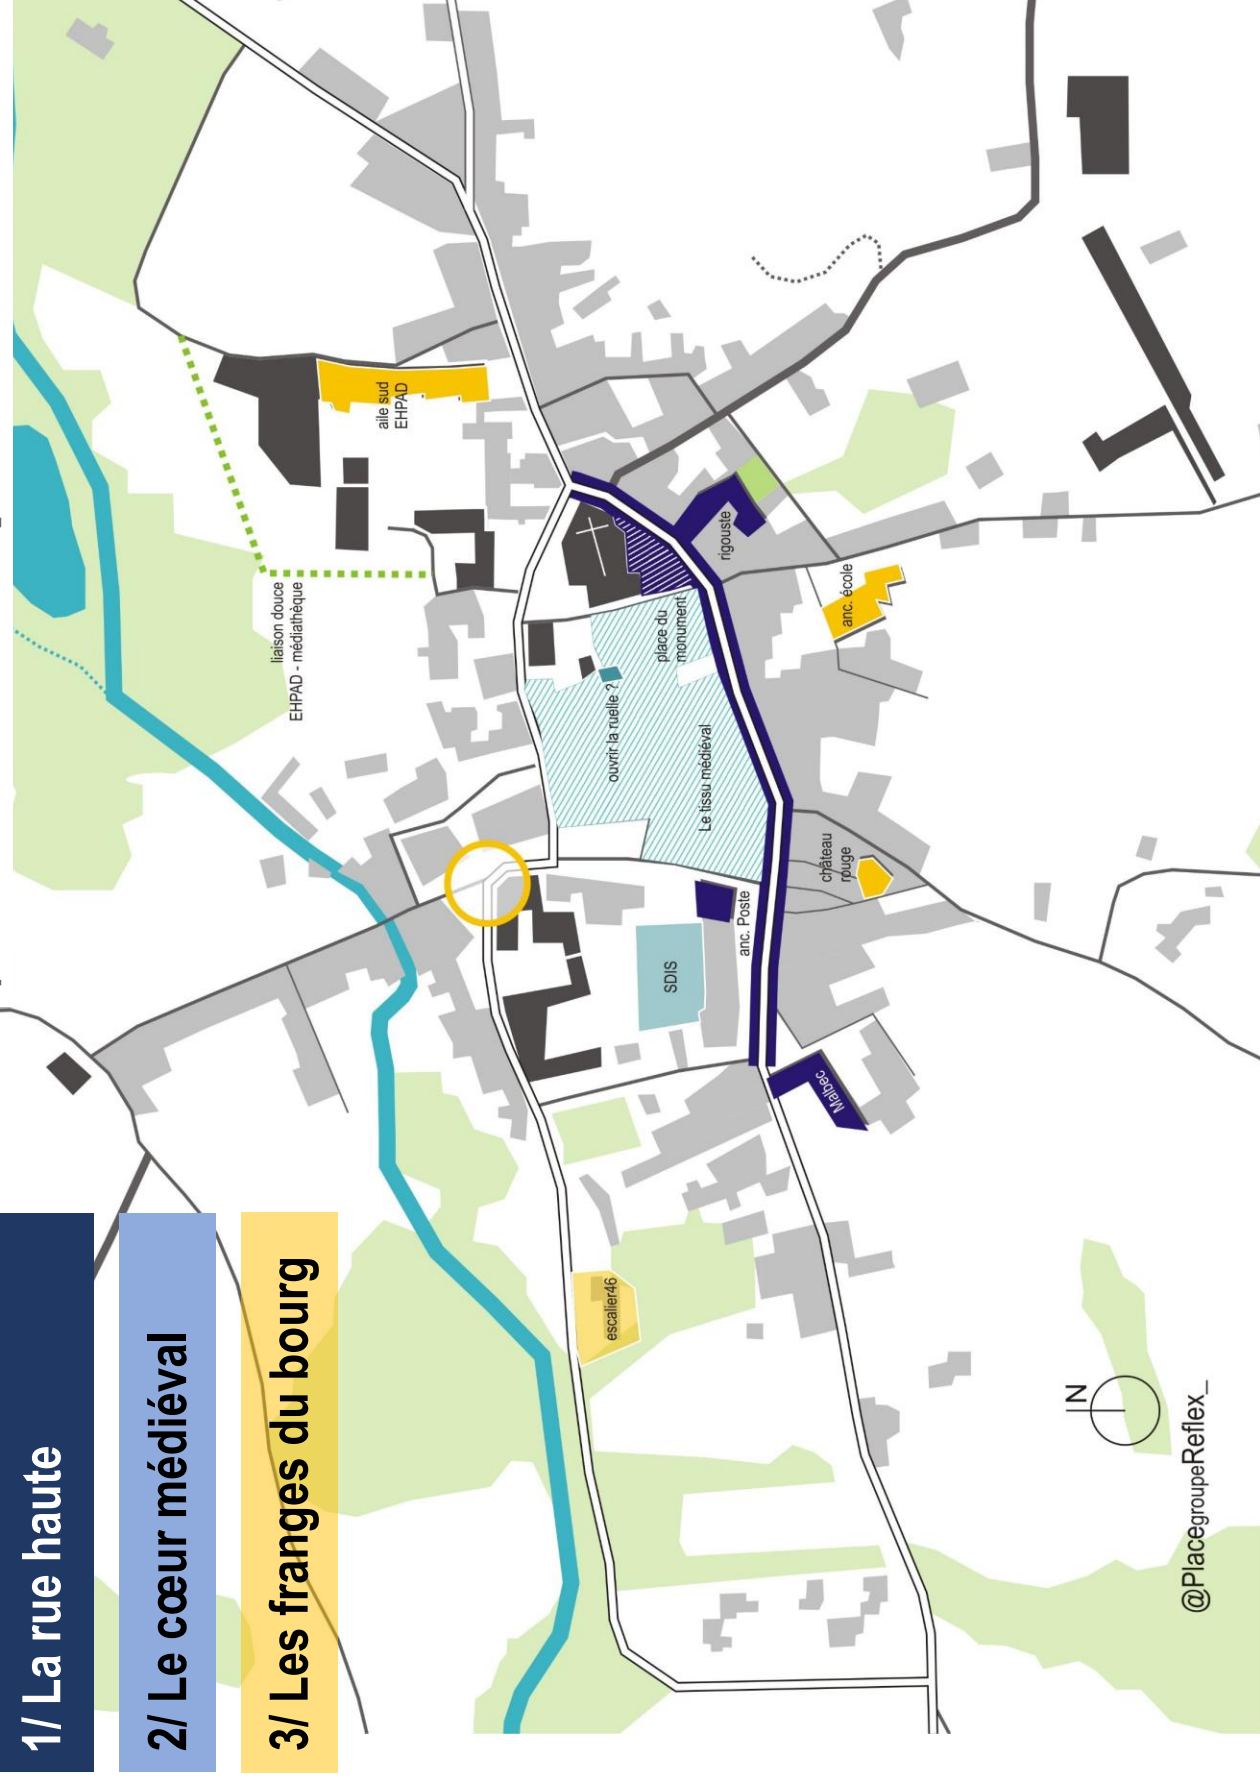 1/ La rue haute
2/ Le cœur médiéval
3/ Les franges du bourg
aile sud
EHPAD
liaison douce
EHPAD - médiathèque
ouvrir la ruelle ?
place du
monument
Le tissu médiéval
rigouste
anc. école
château
rouge
anc. Poste
SDIS
Malbec
escalier46
N
@PlacegroupeReflex_